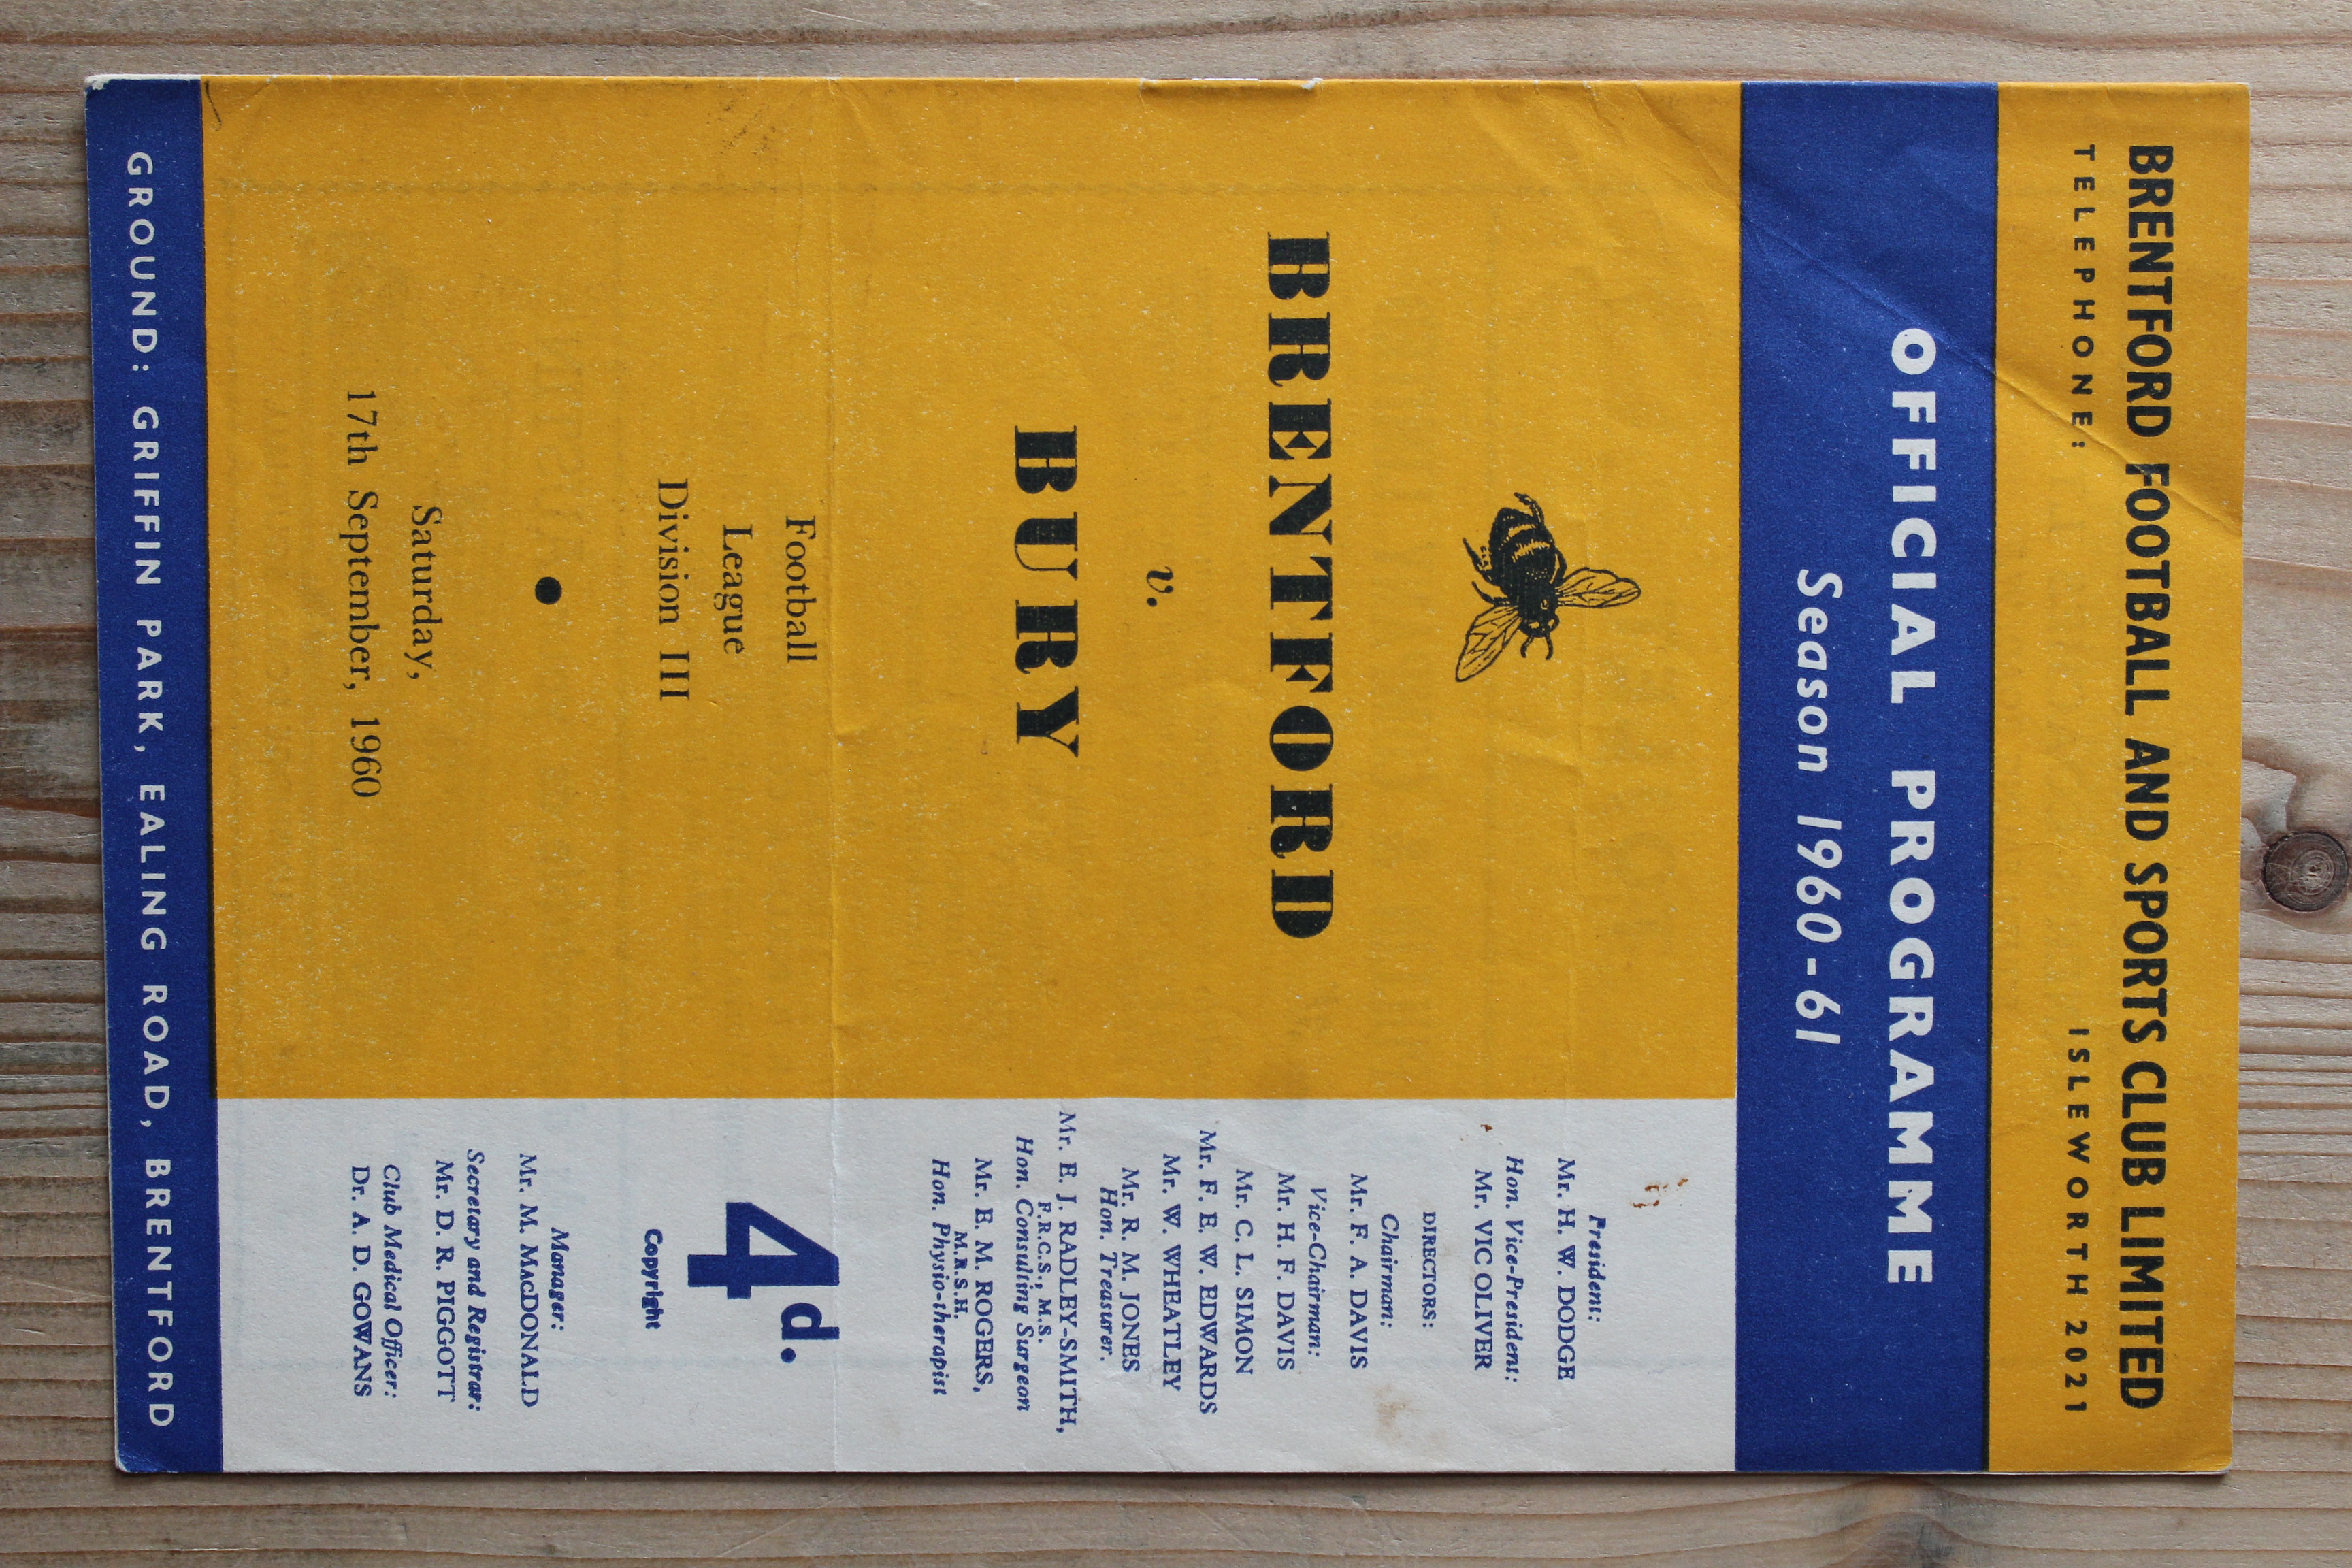 BRENTFORD FOOTBALL AND SPORTS CLUB LIMITED
TELEPHONE: ISLEWORTH 2021
OFFICIAL PROGRAMME
Season 1960-61
BRENTFORD
v.
BURY
Football
League
Division III
Saturday,
17th September, 1960
President:
Mr. H. W. DODGE
Hon. Vice-President:
Mr. VIC OLIVER
DIRECTORS:
Chairman:
Mr. F. A. DAVIS
Vice-Chairman:
Mr. H. F. DAVIS
Mr. C. L. SIMON
Mr. F. E. W. EDWARDS
Mr. W. WHEATLEY
Mr. R. M. JONES
Hon. Treasurer.
Mr. E. J. RADLEY-SMITH,
F.R.C.S., M.S.
Hon. Consulting Surgeon
Mr. E. M. ROGERS,
M.R.S.H.
Hon. Physio-therapist
4d.
Copyright
Manager:
Mr. M. MacDONALD
Secretary and Registrar:
Mr. D. R. PIGGOTT
Club Medical Officer:
Dr. A. D. GOWANS
GROUND: GRIFFIN PARK, EALING ROAD, BRENTFORD